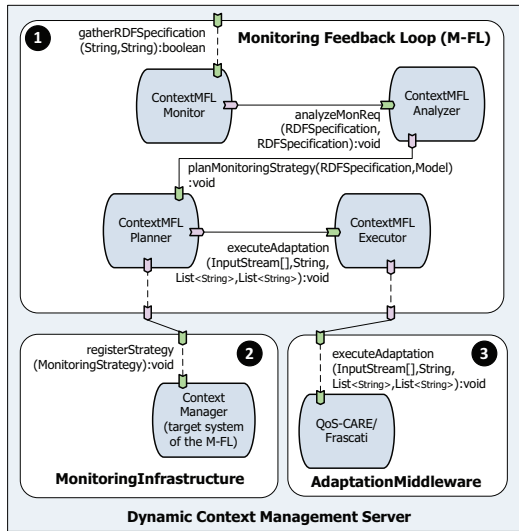 1
gatherRDFSpecification
(String,String):boolean
Monitoring Feedback Loop (M-FL)
ContextMFL
Monitor
ContextMFL
Analyzer
analyzeMonReq
(RDFSpecification,
RDFSpecification):void
planMonitoringStrategy(RDFSpecification,Model)
:void
ContextMFL
Planner
ContextMFL
Executor
executeAdaptation
(InputStream[],String,
List<String>,List<String>):void
2
registerStrategy
(MonitoringStrategy):void
Context
Manager
(target system
of the M-FL)
MonitoringInfrastructure
3
executeAdaptation
(InputStream[],String,
List<String>,List<String>):void
QoS-CARE/
Frascati
AdaptationMiddleware
Dynamic Context Management Server